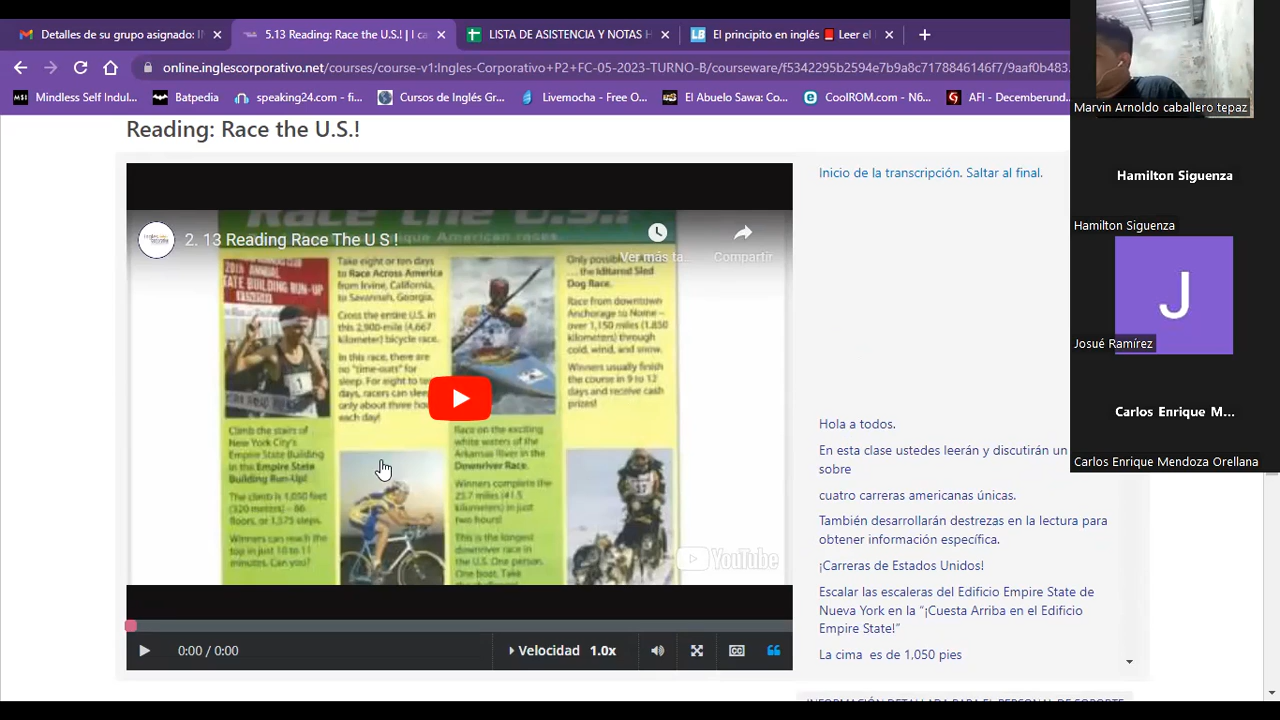 Detalles de su grupo asignado: IN
5.13 Reading: Race the U.S.! | I ca
LISTA DE ASISTENCIA Y NOTAS H
El principito en inglés 📕 Leer el l
online.inglescorporativo.net/courses/course-v1:Ingles-Corporativo+P2+FC-05-2023-TURNO-B/courseware/f5342295b2594e7b9a8c7178846146f7/9aaf0b483
Mindless Self Indul...
Batpedia
speaking24.com - fi...
Cursos de Inglés Gr...
Livemocha - Free O...
El Abuelo Sawa: Co...
CoolROM.com - N6...
AFI - Decemberund...
Reading: Race the U.S.!
2. 13 Reading Race The U S !
Ver más ta...
Compartir
Race the U.S.!
Take eight or ten days
to Race Across America
from Irvine, California,
to Savannah, Georgia.
Cross the entire U.S. in
this 2,900-mile (4,667
kilometer) bicycle race.
In this race, there are
no "time-outs" for
sleep. For eight to te
days, racers can slee
only about three hou
each day!
Climb the stairs of
New York City's
Empire State Building
in the Empire State
Building Run-Up!
The climb is 1,050 feet
(320 meters) – 86
floors, or 1,575 steps.
Winners can reach the
top in just 10 to 11
minutes. Can you?
Race on the exciting
white waters of the
Arkansas River in the
Downriver Race.
Winners complete the
25.7 miles (41.5
kilometers) in just
two hours!
This is the longest
downriver race in
the U.S. One person.
One boat. Take
Only possible
... the Iditarod Sled
Dog Race.
Race from downtown
Anchorage to Nome –
over 1,150 miles (1,850
kilometers) through
cold, wind, and snow.
Winners usually finish
the course in 9 to 12
days and receive cash
prizes!
YouTube
0:00 / 0:00
Velocidad 1.0x
Inicio de la transcripción. Saltar al final.
Hola a todos.
En esta clase ustedes leerán y discutirán un
sobre
cuatro carreras americanas únicas.
También desarrollarán destrezas en la lectura para
obtener información específica.
¡Carreras de Estados Unidos!
Escalar las escaleras del Edificio Empire State de
Nueva York en la “¡Cuesta Arriba en el Edificio
Empire State!”
La cima es de 1,050 pies
Marvin Arnoldo caballero tepaz
Hamilton Siguenza
Hamilton Siguenza
J
Josué Ramírez
Carlos Enrique M...
Carlos Enrique Mendoza Orellana